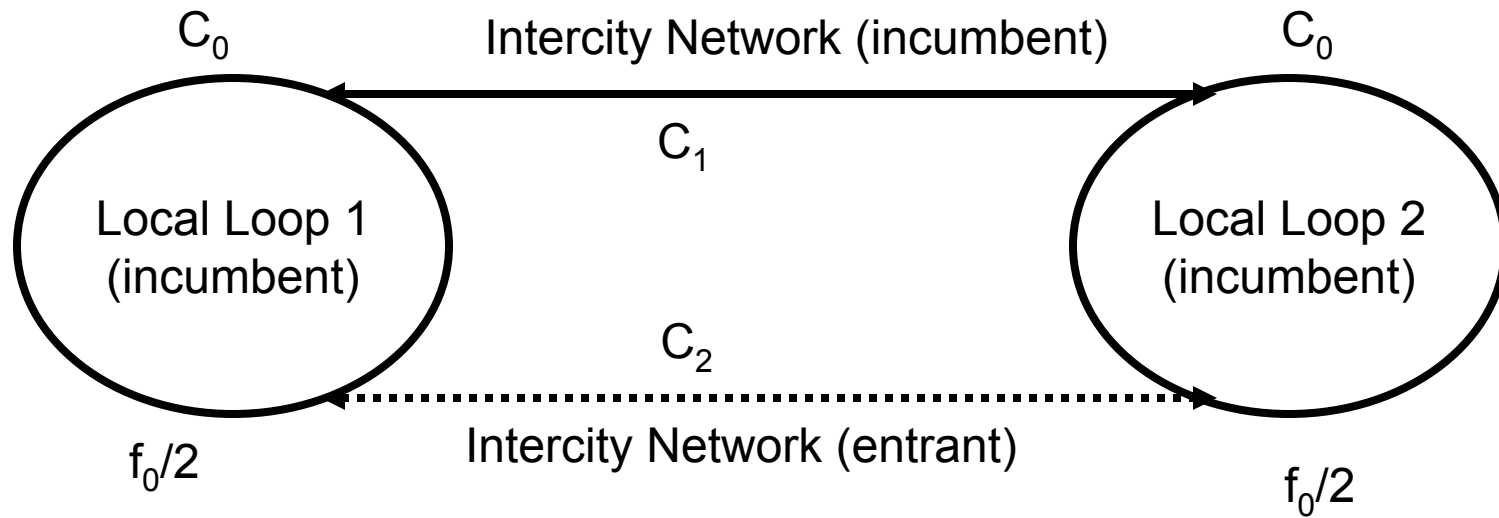 C₀
Intercity Network (incumbent)
C₀
C₁
Local Loop 1
(incumbent)
Local Loop 2
(incumbent)
C₂
Intercity Network (entrant)
f₀/2
f₀/2